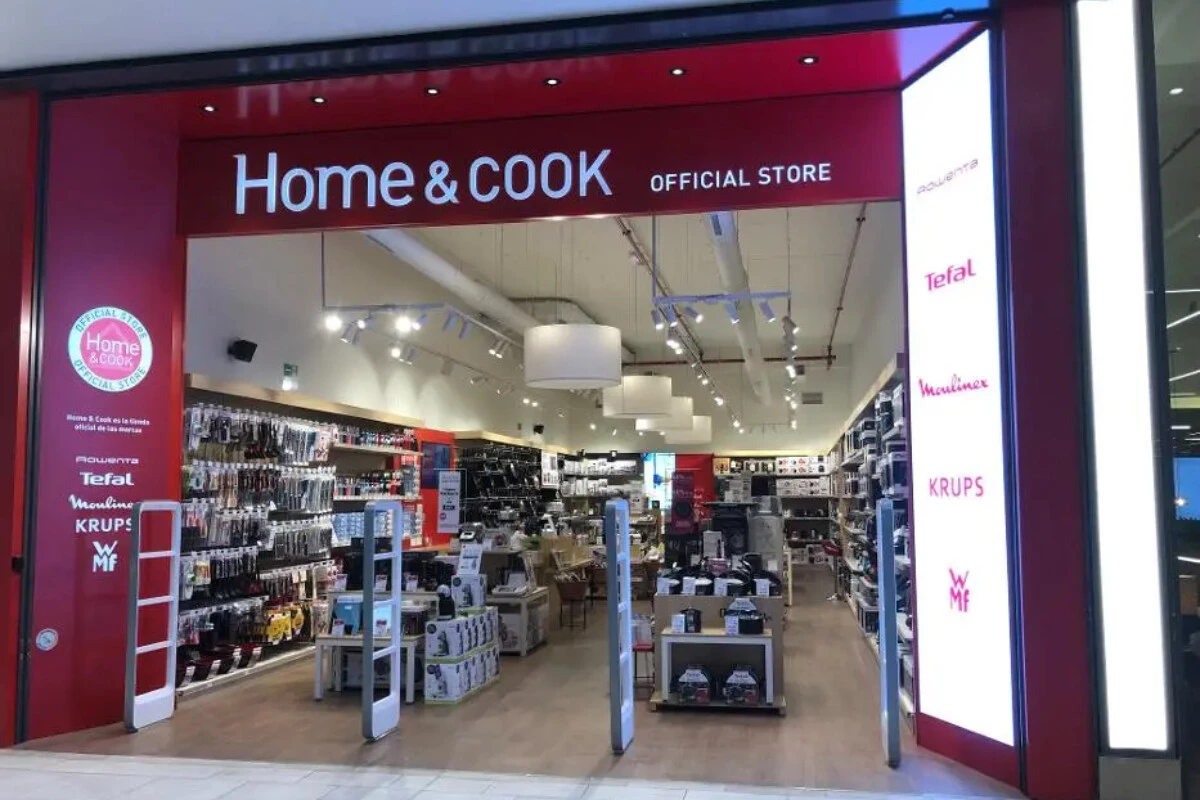 Home & COOK OFFICIAL STORE
OFFICIAL STORE
Home
& COOK
OFFICIAL STORE
Home & Cook es la tienda
oficial de las marcas
ROWENTA
Tefal
Moulinex
KRUPS
WMF
ROWENTA
Tefal
Moulinex
KRUPS
WMF